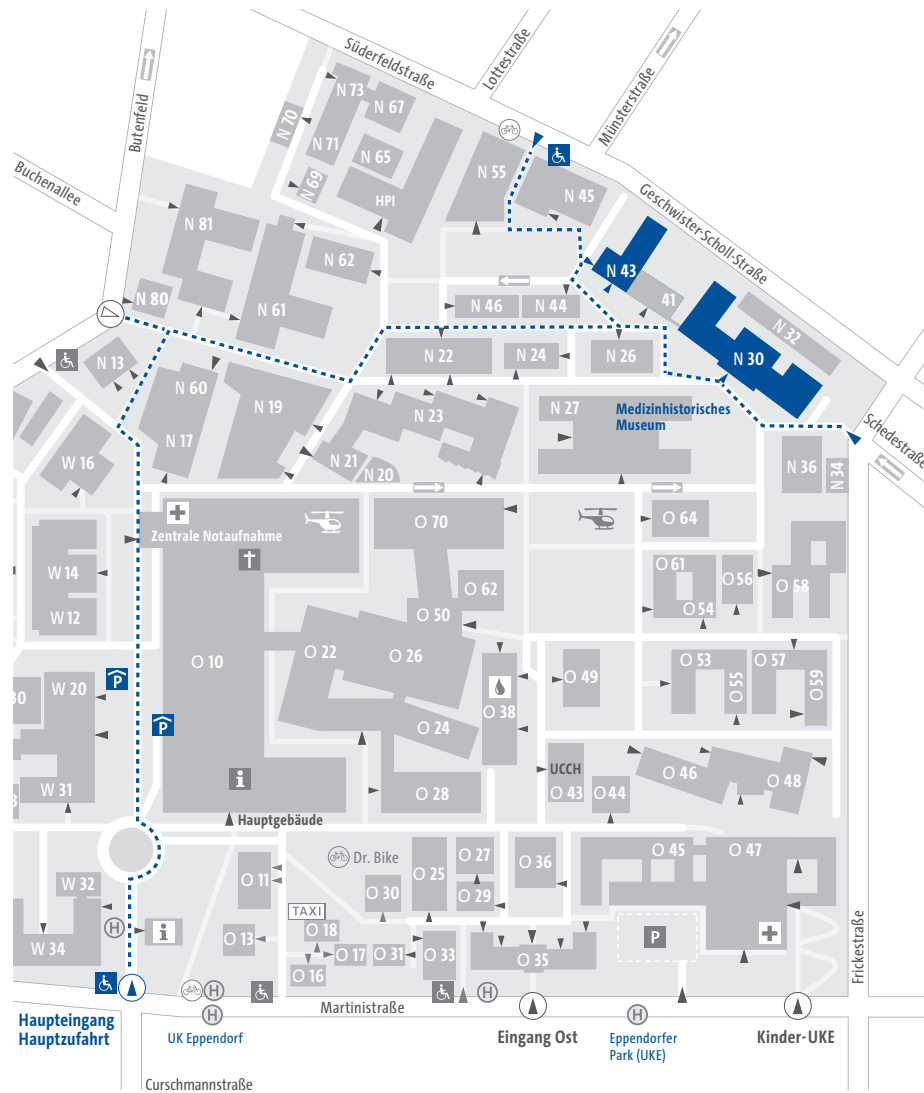 Süderfeldstraße
Lottestraße
Münsterstraße
Butenfeld
Buchenallee
Geschwister-Scholl-Straße
N 73
N 67
N 70
N 71
N 65
N 69
HPI
N 55
N 45
N 81
N 62
N 43
41
N 80
N 61
N 46
N 44
N 32
N 30
N 13
N 22
N 24
N 26
N 60
N 19
N 23
N 27
Medizinhistorisches
Museum
Schedestraße
W 16
N 17
N 21
N 20
N 36
N 34
Zentrale Notaufnahme
O 70
O 64
W 14
W 12
O 62
O 50
O 61
O 54
O 56
O 58
O 10
O 22
O 26
O 49
O 53
O 55
O 57
O 59
W 20
30
P
P
O 38
O 24
W 31
i
O 28
UCCH
O 43
O 44
O 46
O 48
Hauptgebäude
Dr. Bike
O 27
O 36
O 45
O 47
W 32
O 11
O 30
O 25
O 29
TAXI
H
i
W 34
O 13
O 18
O 17
O 31
O 33
O 16
O 35
P
Frickestraße
H
H
Martinistraße
H
H
Haupteingang
Hauptzufahrt
UK Eppendorf
Eingang Ost
Eppendorfer
Park (UKE)
Kinder-UKE
Curschmannstraße